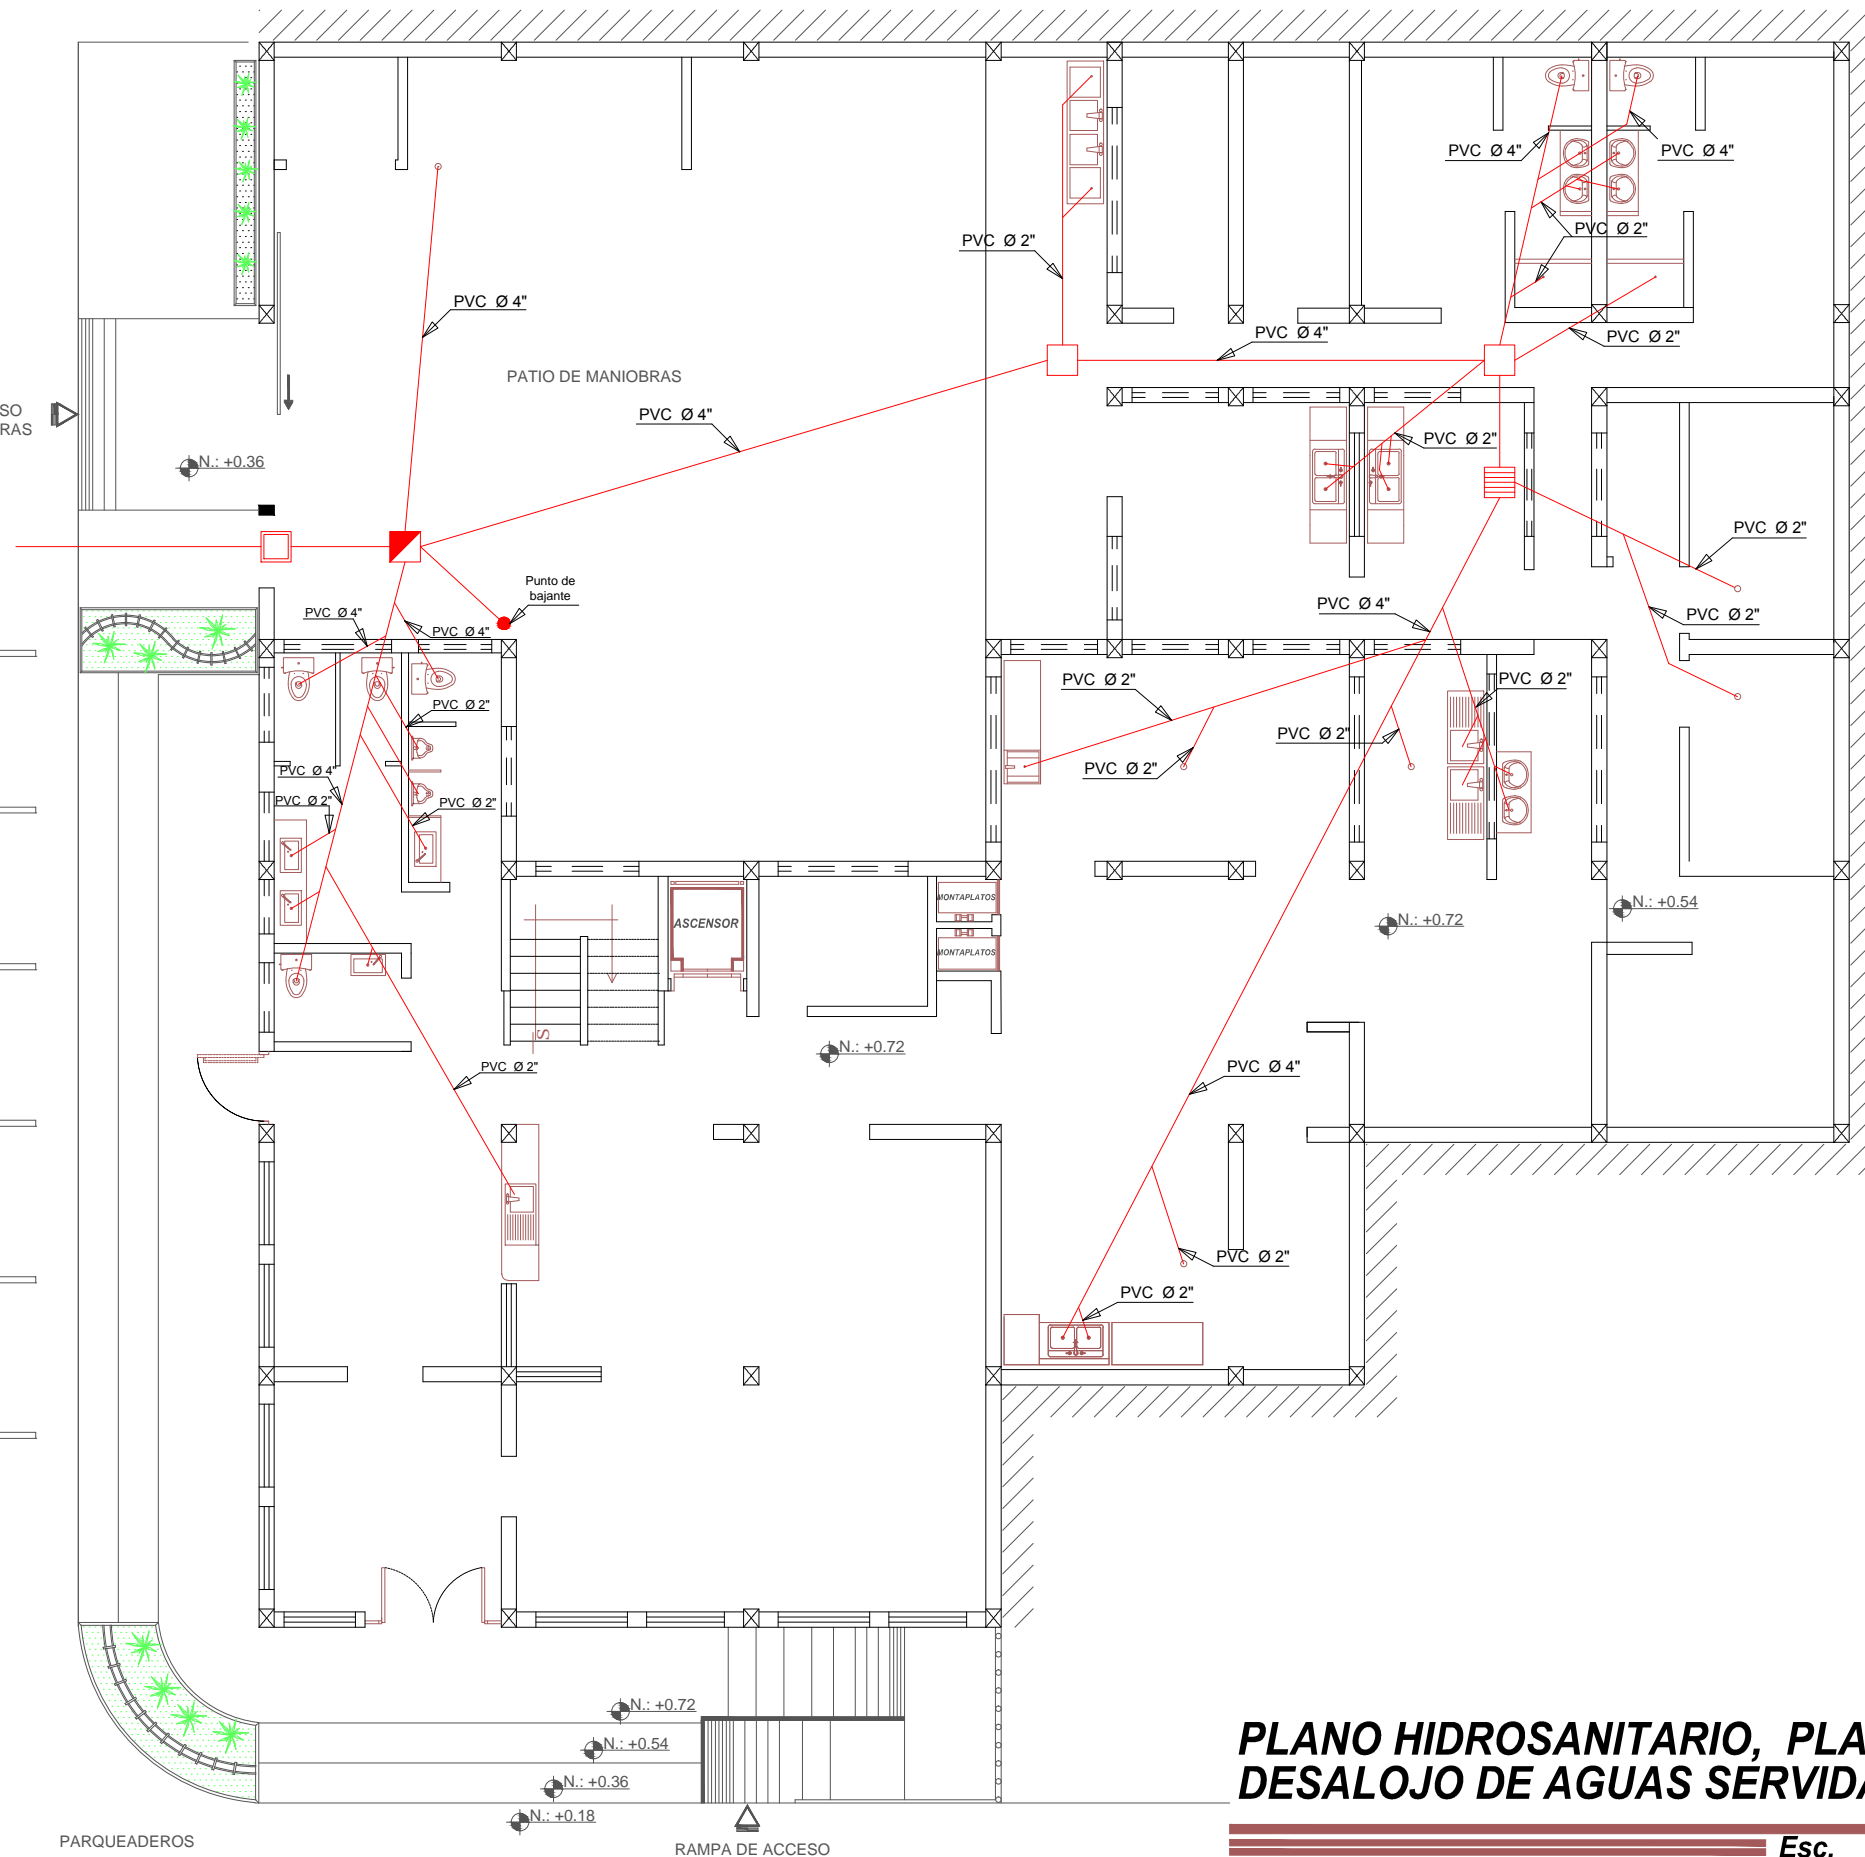 PVC Ø 4"
PVC Ø 4"
PVC Ø 2"
PVC Ø 2"
PVC Ø 4"
PVC Ø 4"
PVC Ø 2"
PATIO DE MANIOBRAS
SO
RAS
PVC Ø 4"
PVC Ø 2"
N.: +0.36
PVC Ø 2"
Punto de
bajante
PVC Ø 4"
PVC Ø 4"
PVC Ø 4"
PVC Ø 2"
PVC Ø 2"
PVC Ø 2"
PVC Ø 2"
PVC Ø 2"
PVC Ø 2"
PVC Ø 4"
PVC Ø 2"
PVC Ø 2"
MONTAPLATOS
N.: +0.54
ASCENSOR
N.: +0.72
MONTAPLATOS
S
N.: +0.72
PVC Ø 2"
PVC Ø 4"
PVC Ø 2"
PVC Ø 2"
N.: +0.72
N.: +0.54
N.: +0.36
N.: +0.18
PLANO HIDROSANITARIO, PLA
DESALOJO DE AGUAS SERVIDA
PARQUEADEROS
RAMPA DE ACCESO
Esc.